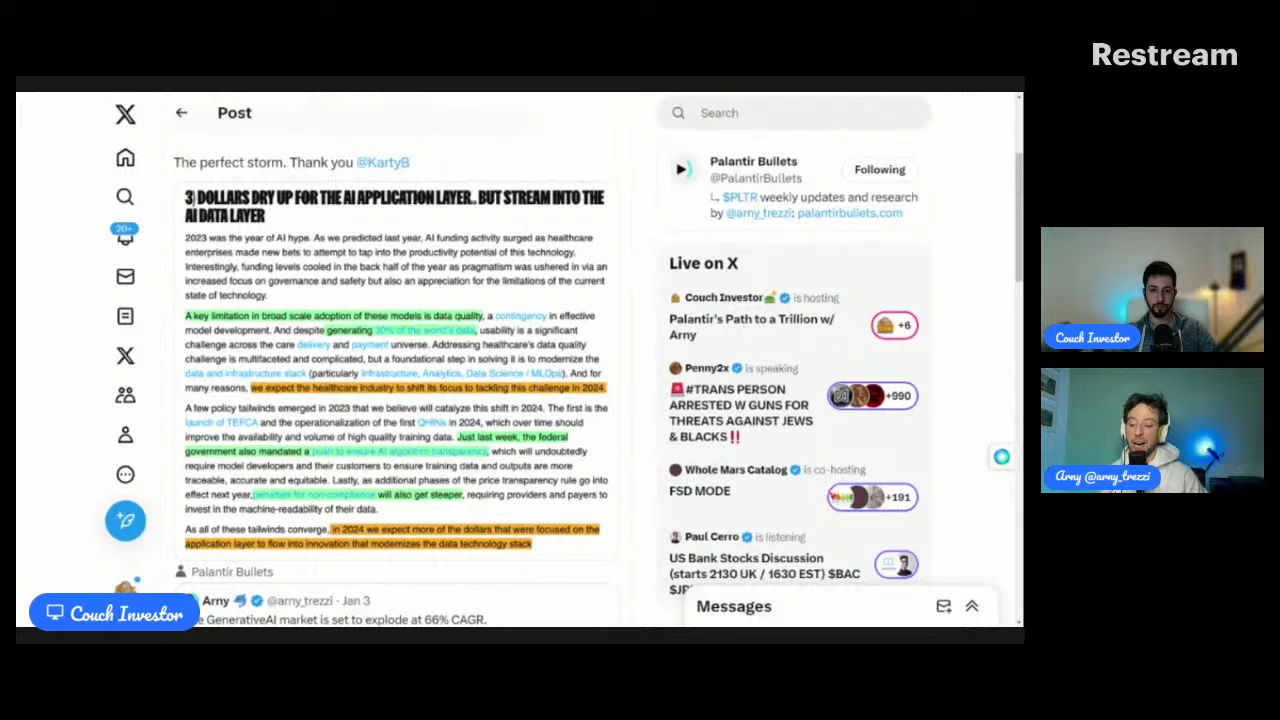 Restream
Post
Search
The perfect storm. Thank you @KartyB
3) DOLLARS DRY UP FOR THE AI APPLICATION LAYER.. BUT STREAM INTO THE
AI DATA LAYER
2023 was the year of AI hype. As we predicted last year, AI funding activity surged as healthcare
enterprises made new bets to attempt to tap into the productivity potential of this technology.
Interestingly, funding levels cooled in the back half of the year as pragmatism was ushered in via an
increased focus on governance and safety but also an appreciation for the limitations of the current
state of technology.
A key limitation in broad scale adoption of these models is data quality, a contingency in effective
model development. And despite generating 30% of the world's data, usability is a significant
challenge across the care delivery and payment universe. Addressing healthcare's data quality
challenge is multifaceted and complicated, but a foundational step in solving it is to modernize the
data and infrastructure stack (particularly Infrastructure, Analytics, Data Science / MLOps). And for
many reasons, we expect the healthcare industry to shift its focus to tackling this challenge in 2024.
A few policy tailwinds emerged in 2023 that we believe will catalyze this shift in 2024. The first is the
launch of TEFCA and the operationalization of the first QHINs in 2024, which over time should
improve the availability and volume of high quality training data. Just last week, the federal
government also mandated a push to ensure AI algorithm transparency, which will undoubtedly
require model developers and their customers to ensure training data and outputs are more
traceable, accurate and equitable. Lastly, as additional phases of the price transparency rule go into
effect next year, penalties for non-compliance will also get steeper, requiring providers and payers to
invest in the machine-readability of their data.
As all of these tailwinds converge, in 2024 we expect more of the dollars that were focused on the
application layer to flow into innovation that modernizes the data technology stack
Palantir Bullets
Arny @arny_trezzi · Jan 3
e GenerativeAI market is set to explode at 66% CAGR.
20+
Palantir Bullets
@PalantirBullets
Following
$PLTR weekly updates and research
by @arny_trezzi: palantirbullets.com
Live on X
Couch Investor is hosting
Palantir's Path to a Trillion w/
Arny
+6
Penny2x is speaking
#TRANS PERSON
ARRESTED W GUNS FOR
THREATS AGAINST JEWS
& BLACKS
+990
Whole Mars Catalog is co-hosting
FSD MODE
+191
Paul Cerro is listening
US Bank Stocks Discussion
(starts 2130 UK / 1630 EST) $BAC
Messages
Couch Investor
Couch Investor
Arny @arny_trezzi